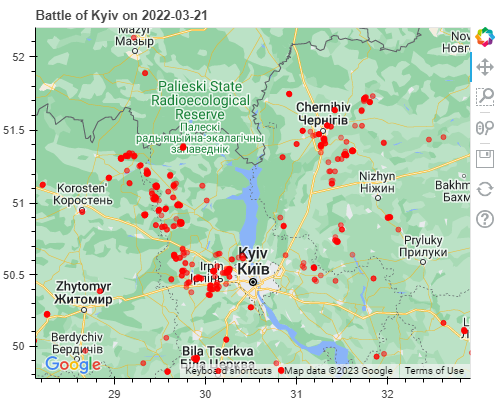 Battle of Kyiv on 2022-03-21
Mazyr
Мазыр
Nov
Новг
52
Palieski State
Radioecological
Reserve
Палескі
радыяцыйна-экалагічны
запаведнік
Chernihiv
Чернігів
51.5
Korosten'
Коростень
Nizhyn
Ніжин
Bakhm
Бахм
51
Pryluky
Прилуки
Kyiv
Київ
Irpin
Ірпінь
50.5
Zhytomyr
Житомир
Berdychiv
Бердичів
50
Bila Tserkva
Google
Keyboard shortcuts
Map data ©2023 Google
Terms of Use
29
30
31
32